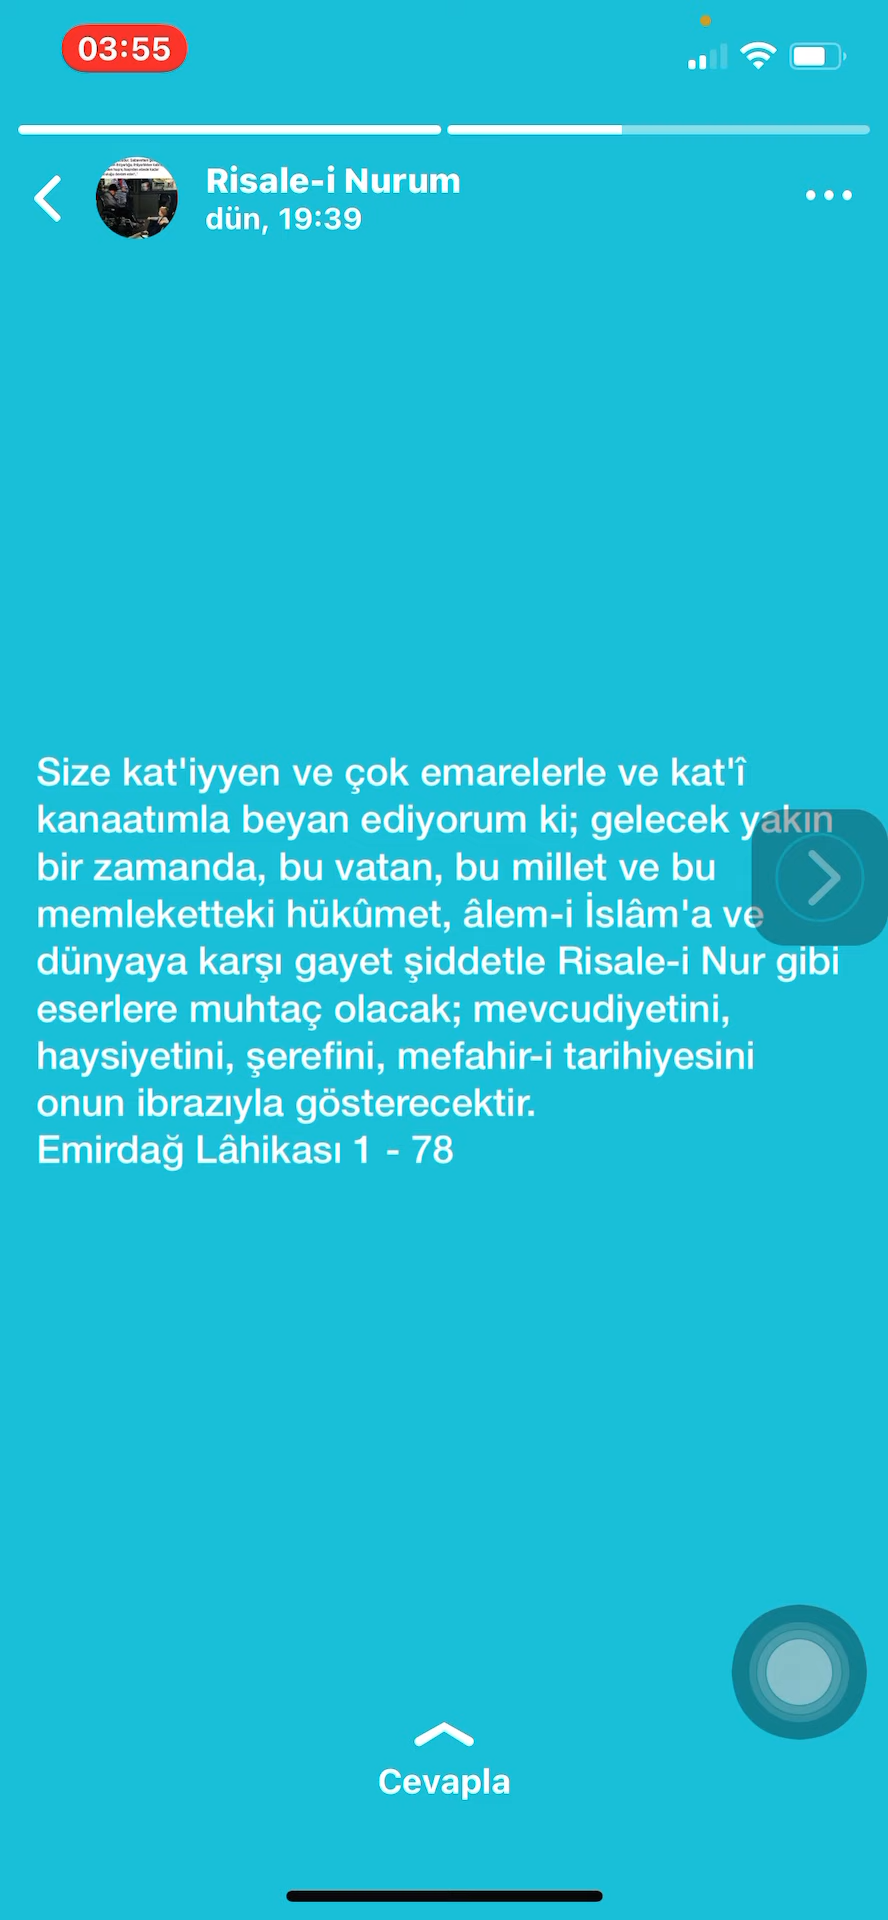 03:55
Risale-i Nurum
dün, 19:39
Size kat'iyyen ve çok emarelerle ve kat'î
kanaatımla beyan ediyorum ki; gelecek yakın
bir zamanda, bu vatan, bu millet ve bu
memleketteki hükûmet, âlem-i İslâm'a ve
dünyaya karşı gayet şiddetle Risale-i Nur gibi
eserlere muhtaç olacak; mevcudiyetini,
haysiyetini, şerefini, mefahir-i tarihiyesini
onun ibrazıyla gösterecektir.
Emirdağ Lâhikası 1 - 78
Cevapla